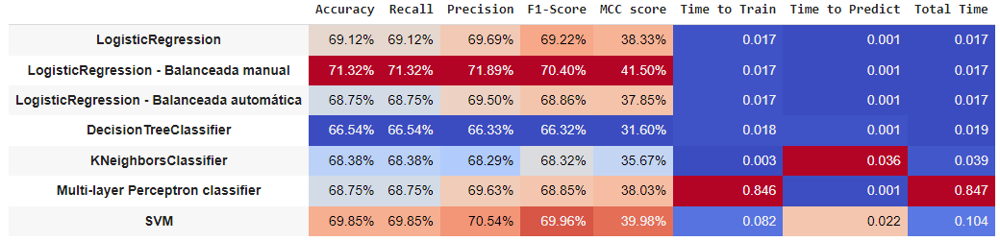 Accuracy Recall Precision F1-Score MCC score Time to Train Time to Predict Total Time
LogisticRegression 69.12% 69.12% 69.69% 69.22% 38.33% 0.017 0.001 0.017
LogisticRegression - Balanceada manual 71.32% 71.32% 71.89% 70.40% 41.50% 0.017 0.001 0.017
LogisticRegression - Balanceada automática 68.75% 68.75% 69.50% 68.86% 37.85% 0.017 0.001 0.017
DecisionTreeClassifier 66.54% 66.54% 66.33% 66.32% 31.60% 0.018 0.001 0.019
KNeighborsClassifier 68.38% 68.38% 68.29% 68.32% 35.67% 0.003 0.036 0.039
Multi-layer Perceptron classifier 68.75% 68.75% 69.63% 68.85% 38.03% 0.846 0.001 0.847
SVM 69.85% 69.85% 70.54% 69.96% 39.98% 0.082 0.022 0.104